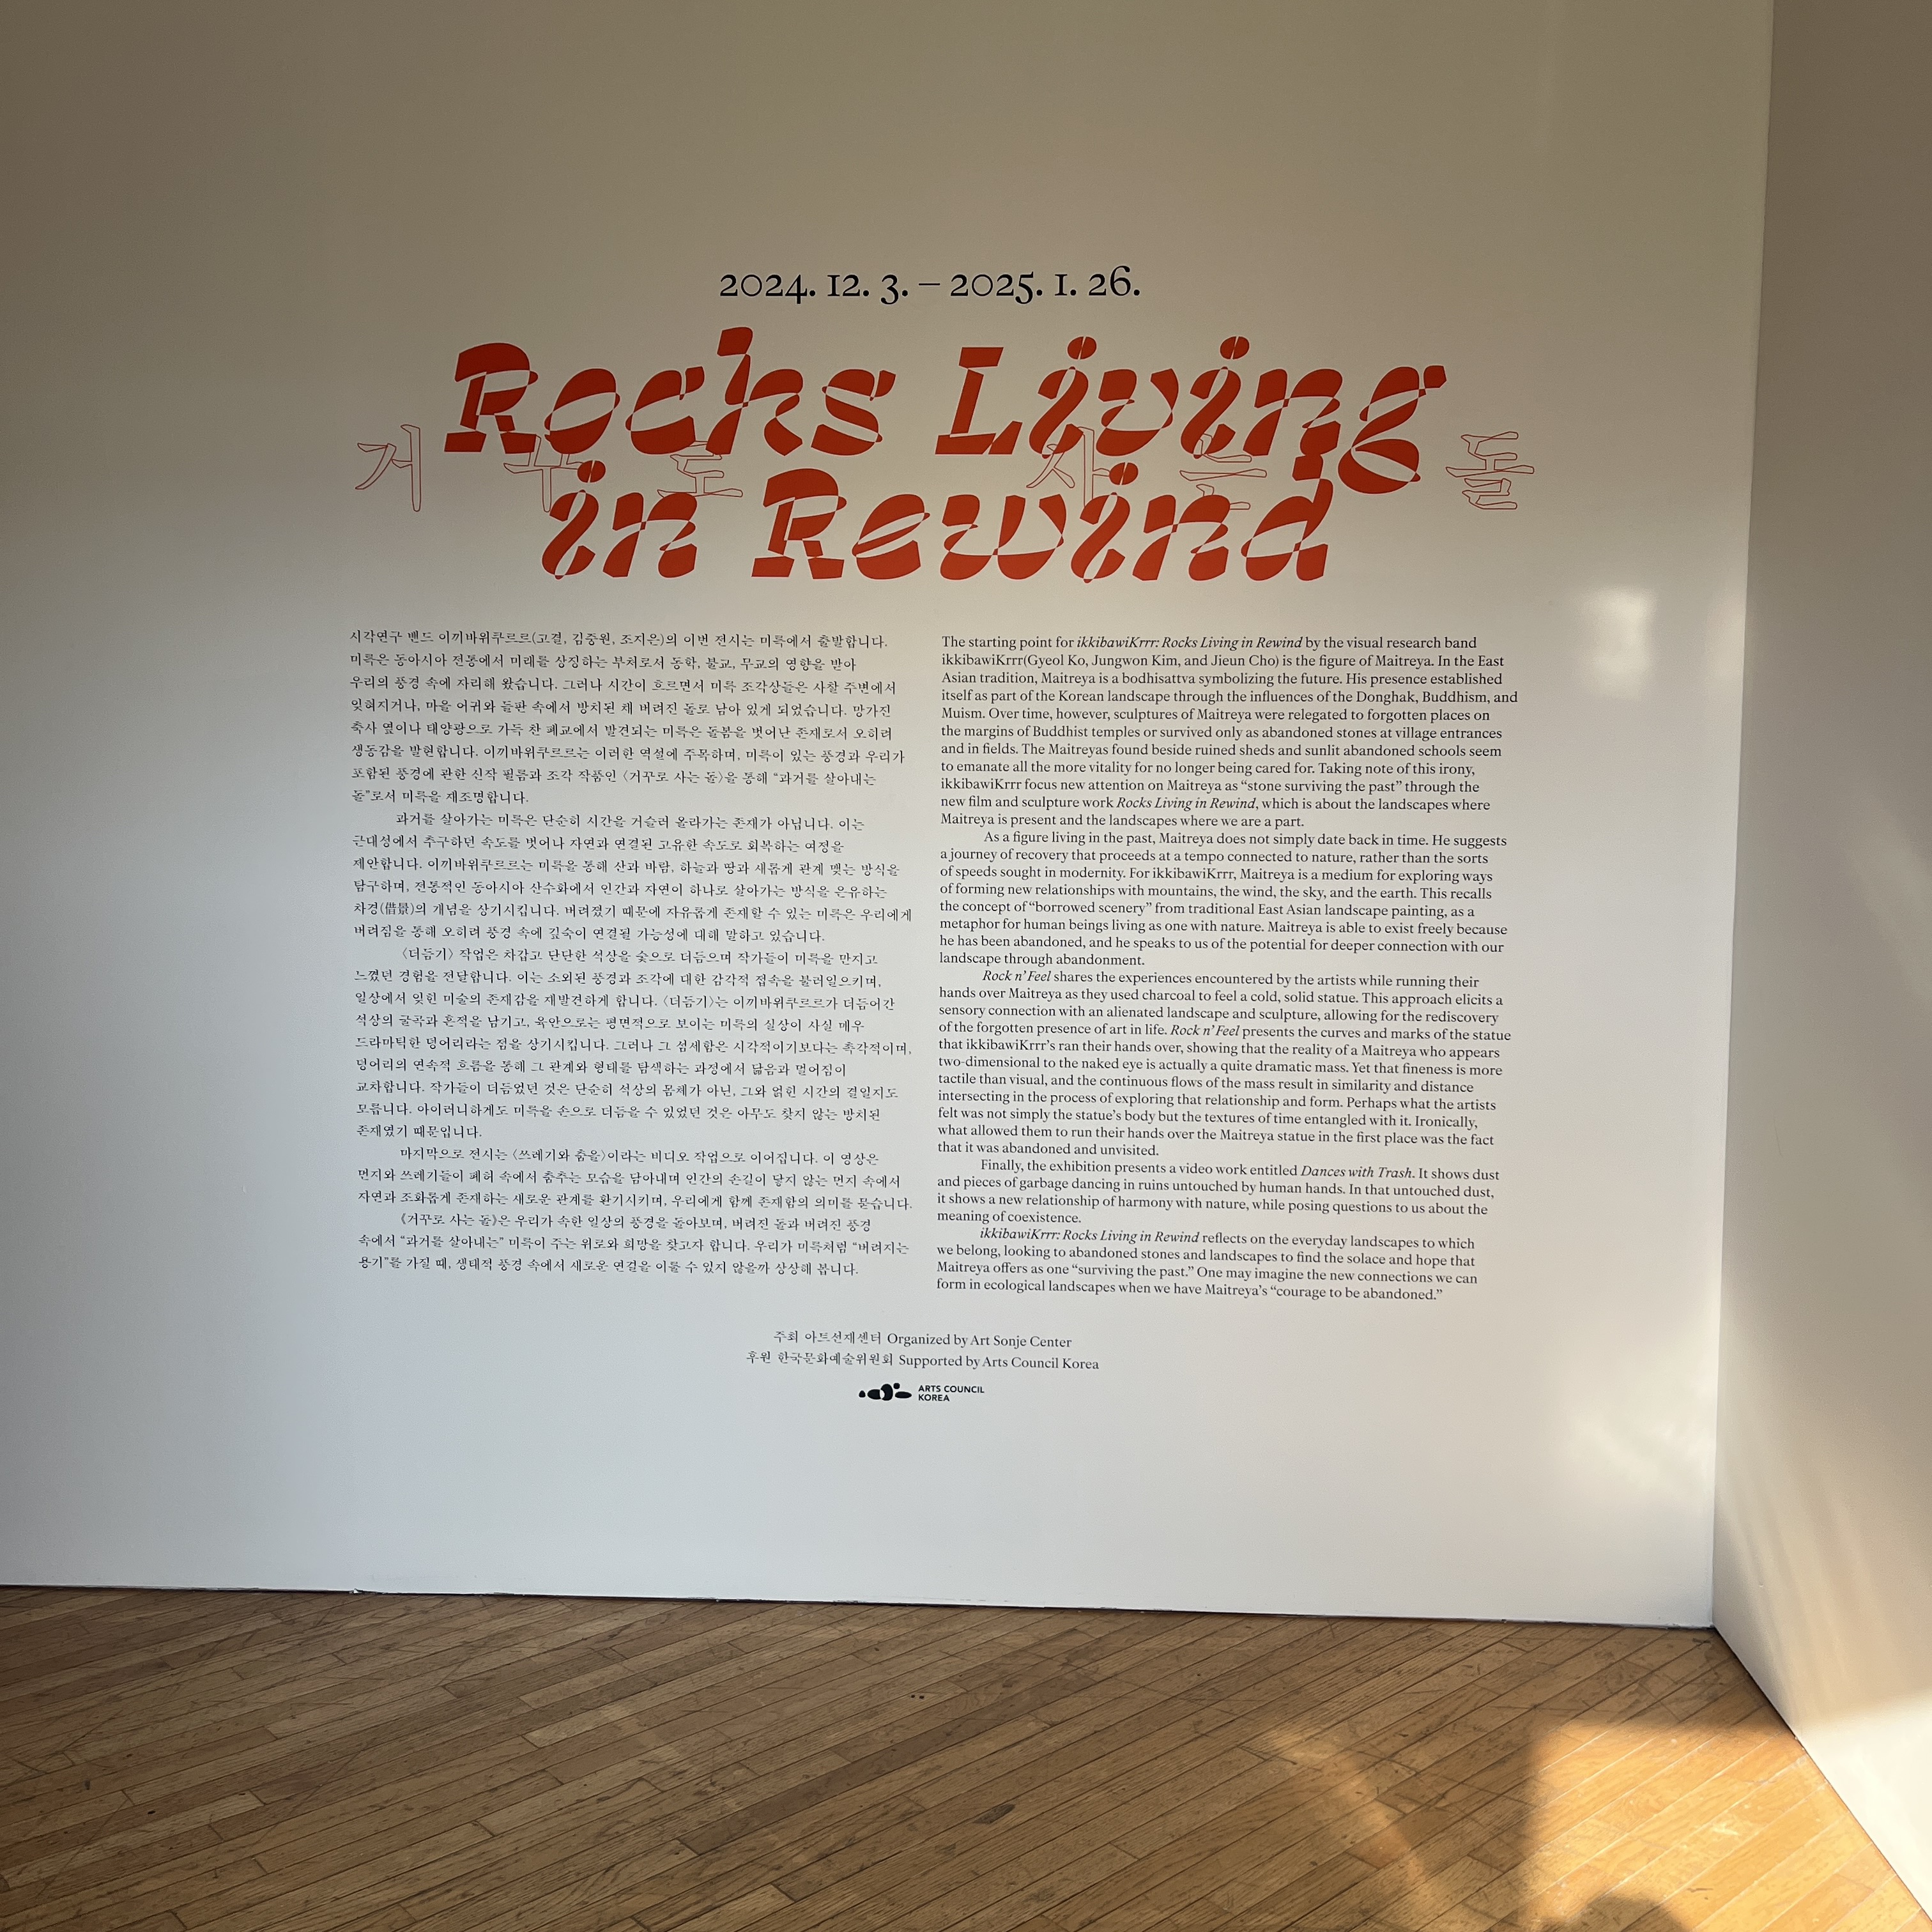 2024. 12. 3. – 2025. 1. 26.
Rocks Living
거꾸로 사는 돌
in Rewind
시각연구 밴드 이끼바위쿠르르(고결, 김중원, 조지은)의 이번 전시는 미륵에서 출발합니다.
미륵은 동아시아 전통에서 미래를 상징하는 부처로서 동학, 불교, 무교의 영향을 받아
우리의 풍경 속에 자리해 왔습니다. 그러나 시간이 흐르면서 미륵 조각상들은 사찰 주변에서
잊혀지거나, 마을 어귀와 들판 속에서 방치된 채 버려진 돌로 남아 있게 되었습니다. 망가진
축사 옆이나 태양광으로 가득 찬 폐교에서 발견되는 미륵은 돌봄을 벗어난 존재로서 오히려
생동감을 발현합니다. 이끼바위쿠르르는 이러한 역설에 주목하며, 미륵이 있는 풍경과 우리가
포함된 풍경에 관한 신작 필름과 조각 작품인 〈거꾸로 사는 돌〉을 통해 “과거를 살아내는
돌”로서 미륵을 재조명합니다.
과거를 살아가는 미륵은 단순히 시간을 거슬러 올라가는 존재가 아닙니다. 이는
근대성에서 추구하던 속도를 벗어나 자연과 연결된 고유한 속도로 회복하는 여정을
제안합니다. 이끼바위쿠르르는 미륵을 통해 산과 바람, 하늘과 땅과 새롭게 관계 맺는 방식을
탐구하며, 전통적인 동아시아 산수화에서 인간과 자연이 하나로 살아가는 방식을 은유하는
차경(借景)의 개념을 상기시킵니다. 버려졌기 때문에 자유롭게 존재할 수 있는 미륵은 우리에게
버려짐을 통해 오히려 풍경 속에 깊숙이 연결될 가능성에 대해 말하고 있습니다.
〈더듬기〉 작업은 차갑고 단단한 석상을 숯으로 더듬으며 작가들이 미륵을 만지고
느꼈던 경험을 전달합니다. 이는 소외된 풍경과 조각에 대한 감각적 접속을 불러일으키며,
일상에서 잊힌 미술의 존재감을 재발견하게 합니다. 〈더듬기〉는 이끼바위쿠르르가 더듬어간
석상의 굴곡과 흔적을 남기고, 육안으로는 평면적으로 보이는 미륵의 실상이 사실 매우
드라마틱한 덩어리라는 점을 상기시킵니다. 그러나 그 섬세함은 시각적이기보다는 촉각적이며,
덩어리의 연속적 흐름을 통해 그 관계와 형태를 탐색하는 과정에서 닮음과 멀어짐이
교차합니다. 작가들이 더듬었던 것은 단순히 석상의 몸체가 아닌, 그와 얽힌 시간의 결일지도
모릅니다. 아이러니하게도 미륵을 손으로 더듬을 수 있었던 것은 아무도 찾지 않는 방치된
존재였기 때문입니다.
마지막으로 전시는 〈쓰레기와 춤을〉이라는 비디오 작업으로 이어집니다. 이 영상은
먼지와 쓰레기들이 폐허 속에서 춤추는 모습을 담아내며 인간의 손길이 닿지 않는 먼지 속에서
자연과 조화롭게 존재하는 새로운 관계를 환기시키며, 우리에게 함께 존재함의 의미를 묻습니다.
《거꾸로 사는 돌》은 우리가 속한 일상의 풍경을 돌아보며, 버려진 돌과 버려진 풍경
속에서 “과거를 살아내는” 미륵이 주는 위로와 희망을 찾고자 합니다. 우리가 미륵처럼 “버려지는
용기”를 가질 때, 생태적 풍경 속에서 새로운 연결을 이룰 수 있지 않을까 상상해 봅니다.
The starting point for ikkibawiKrrr: Rocks Living in Rewind by the visual research band
ikkibawiKrrr(Gyeol Ko, Jungwon Kim, and Jieun Cho) is the figure of Maitreya. In the East
Asian tradition, Maitreya is a bodhisattva symbolizing the future. His presence established
itself as part of the Korean landscape through the influences of the Donghak, Buddhism, and
Muism. Over time, however, sculptures of Maitreya were relegated to forgotten places on
the margins of Buddhist temples or survived only as abandoned stones at village entrances
and in fields. The Maitreyas found beside ruined sheds and sunlit abandoned schools seem
to emanate all the more vitality for no longer being cared for. Taking note of this irony,
ikkibawiKrrr focus new attention on Maitreya as “stone surviving the past” through the
new film and sculpture work Rocks Living in Rewind, which is about the landscapes where
Maitreya is present and the landscapes where we are a part.
As a figure living in the past, Maitreya does not simply date back in time. He suggests
a journey of recovery that proceeds at a tempo connected to nature, rather than the sorts
of speeds sought in modernity. For ikkibawiKrrr, Maitreya is a medium for exploring ways
of forming new relationships with mountains, the wind, the sky, and the earth. This recalls
the concept of “borrowed scenery” from traditional East Asian landscape painting, as a
metaphor for human beings living as one with nature. Maitreya is able to exist freely because
he has been abandoned, and he speaks to us of the potential for deeper connection with our
landscape through abandonment.
Rock n’ Feel shares the experiences encountered by the artists while running their
hands over Maitreya as they used charcoal to feel a cold, solid statue. This approach elicits a
sensory connection with an alienated landscape and sculpture, allowing for the rediscovery
of the forgotten presence of art in life. Rock n’ Feel presents the curves and marks of the statue
that ikkibawiKrrr’s ran their hands over, showing that the reality of a Maitreya who appears
two-dimensional to the naked eye is actually a quite dramatic mass. Yet that fineness is more
tactile than visual, and the continuous flows of the mass result in similarity and distance
intersecting in the process of exploring that relationship and form. Perhaps what the artists
felt was not simply the statue’s body but the textures of time entangled with it. Ironically,
what allowed them to run their hands over the Maitreya statue in the first place was the fact
that it was abandoned and unvisited.
Finally, the exhibition presents a video work entitled Dances with Trash. It shows dust
and pieces of garbage dancing in ruins untouched by human hands. In that untouched dust,
it shows a new relationship of harmony with nature, while posing questions to us about the
meaning of coexistence.
ikkibawiKrrr: Rocks Living in Rewind reflects on the everyday landscapes to which
we belong, looking to abandoned stones and landscapes to find the solace and hope that
Maitreya offers as one “surviving the past.” One may imagine the new connections we can
form in ecological landscapes when we have Maitreya’s “courage to be abandoned.”
주최 아트선재센터 Organized by Art Sonje Center
후원 한국문화예술위원회 Supported by Arts Council Korea
ARTS COUNCIL
KOREA